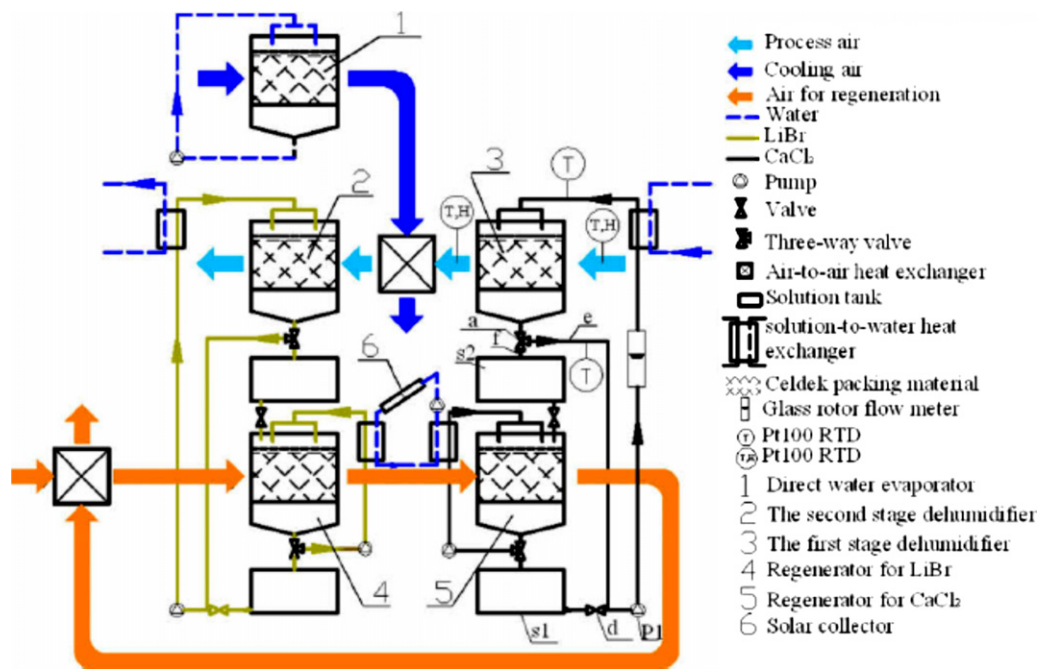 1
2
3
T
T,H
T,H
a
e
f
s2
T
6
4
5
s1
d
P1
Process air
Cooling air
Air for regeneration
Water
LiBr
CaCl₂
Pump
Valve
Three-way valve
Air-to-air heat exchanger
Solution tank
solution-to-water heat
exchanger
Celdek packing material
Glass rotor flow meter
T Pt100 RTD
T,H Pt100 RTD
1 Direct water evaporator
2 The second stage dehumidifier
3 The first stage dehumidifier
4 Regenerator for LiBr
5 Regenerator for CaCl₂
6 Solar collector